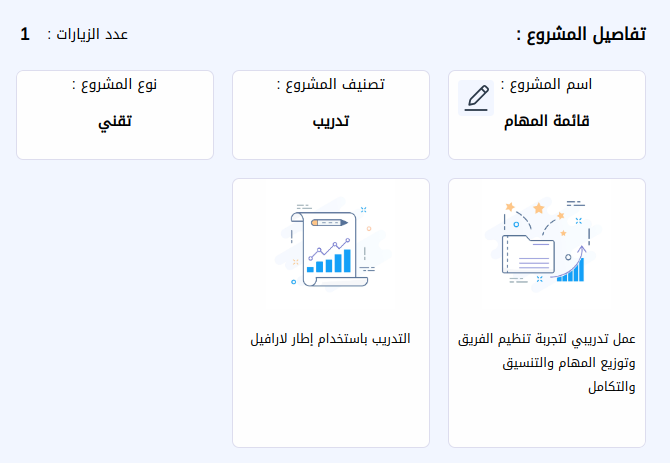 تفاصيل المشروع :
عدد الزيارات : 1
اسم المشروع :
قائمة المهام
تصنيف المشروع :
تدريب
نوع المشروع :
تقني
عمل تدريبي لتجربة تنظيم الفريق
وتوزيع المهام والتنسيق
والتكامل
التدريب باستخدام إطار لارافيل